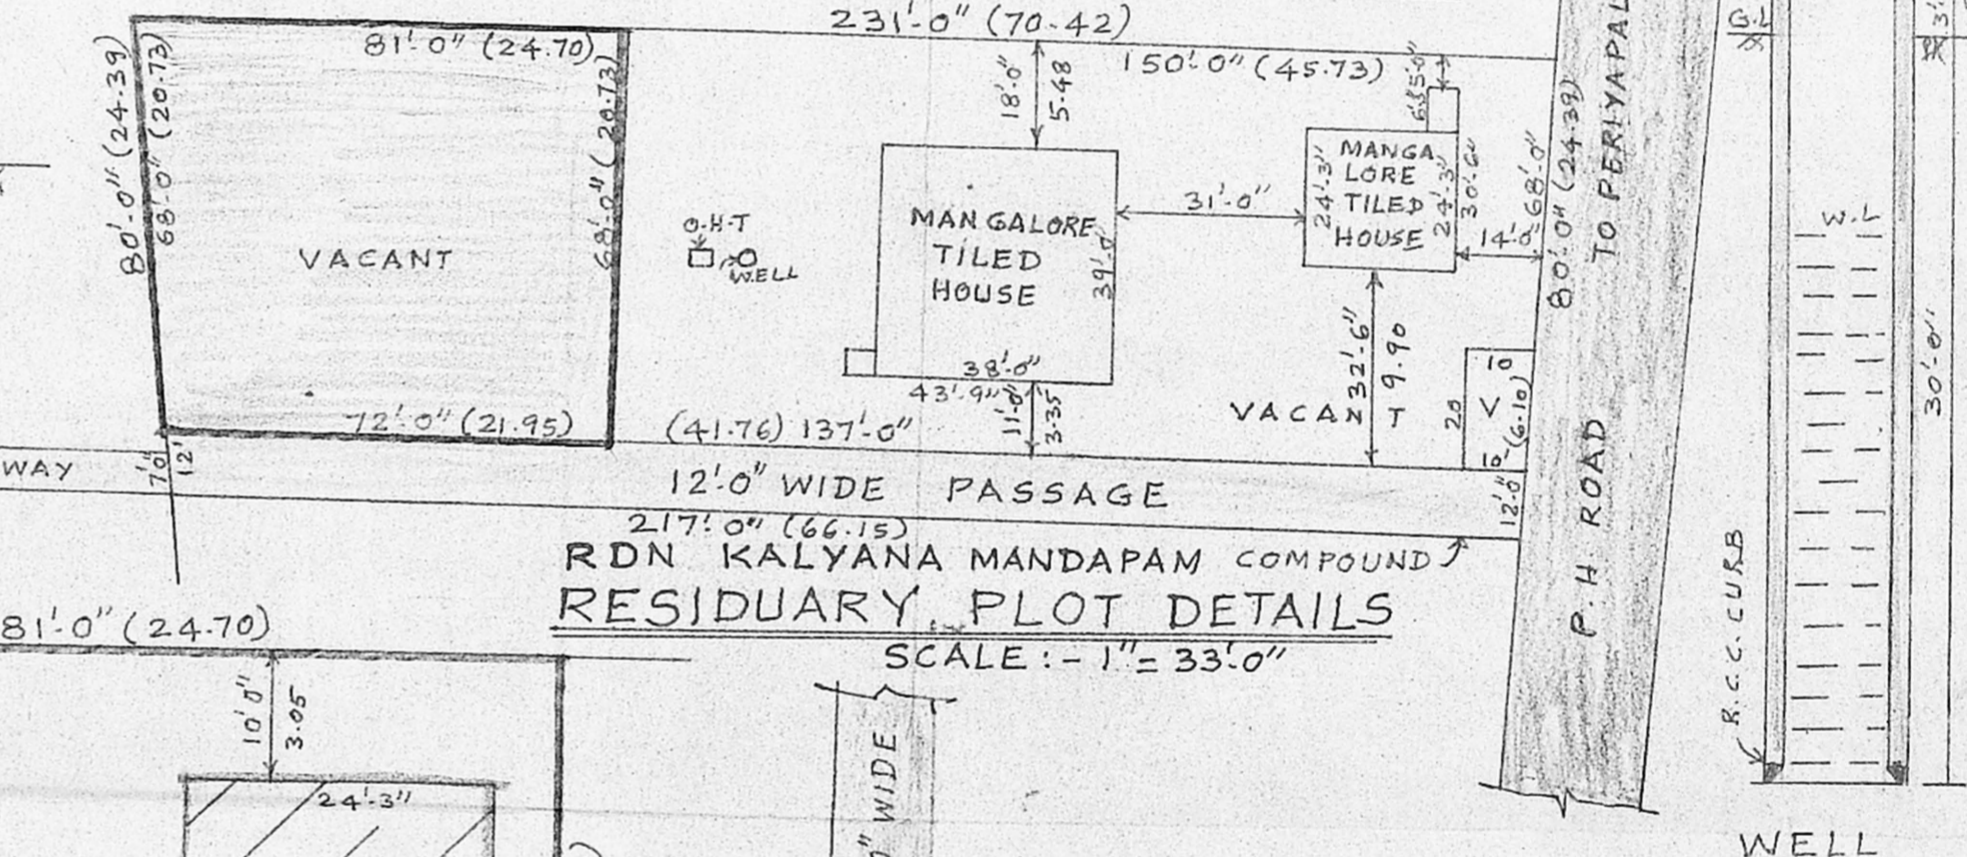 231'-0" (70.42)
81'-0" (24.70)
150'-0" (45.73)
80'-0" (24.39)
68'-0" (20.73)
68'-0" (20.73)
VACANT
O.H.T
WELL
18'-0"
5.48
MANGALORE
TILED
HOUSE
39'-0"
38'-0"
43'-9"
11'-0"
3.35
31'-0"
5'-0"
MANGA
LORE
TILED
HOUSE
24'-3"
24'-3"
30'-6"
14'-0"
68'-0"
80'-0" (24.39)
32'-6"
9.90
VACANT
20
(6.10)
72'-0" (21.95)
(41.76) 137'-0"
WAY
7'0"
12'
12'-0" WIDE PASSAGE
12'-0"
217'-0" (66.15)
RDN KALYANA MANDAPAM COMPOUND
RESIDUARY PLOT DETAILS
SCALE :- 1" = 33'-0"
P.H ROAD
TO PERIYAPAL
81'-0" (24.70)
10'0"
3.05
24'-3"
0" WIDE
G.L
W.L
30'-0"
R.C.C. CURB
WELL